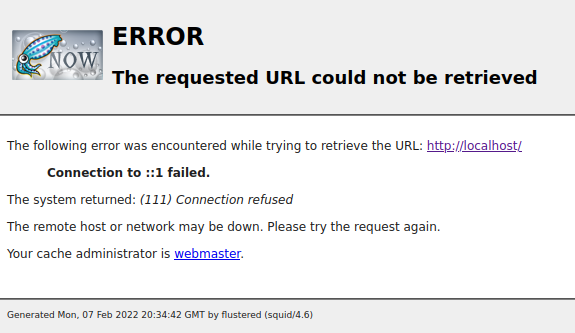 NOW
ERROR
The requested URL could not be retrieved
The following error was encountered while trying to retrieve the URL: http://localhost/
Connection to ::1 failed.
The system returned: (111) Connection refused
The remote host or network may be down. Please try the request again.
Your cache administrator is webmaster.
Generated Mon, 07 Feb 2022 20:34:42 GMT by flustered (squid/4.6)